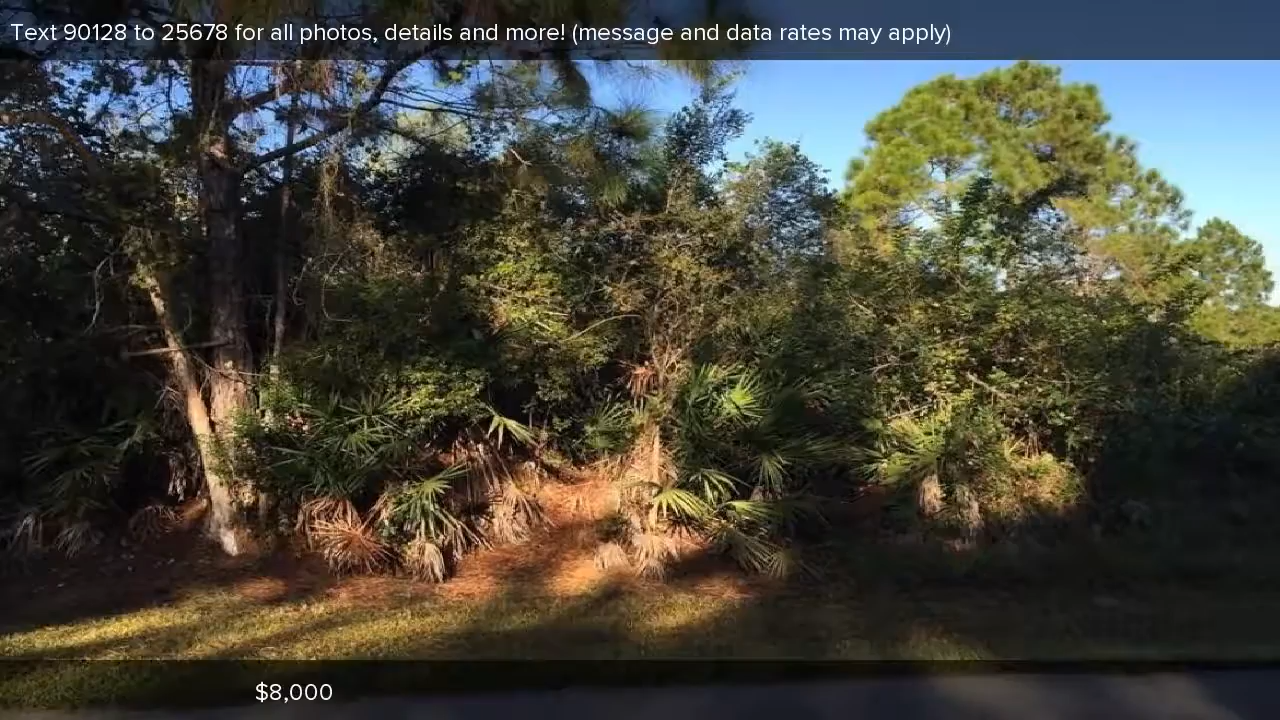 Text 90128 to 25678 for all photos, details and more! (message and data rates may apply)
$8,000